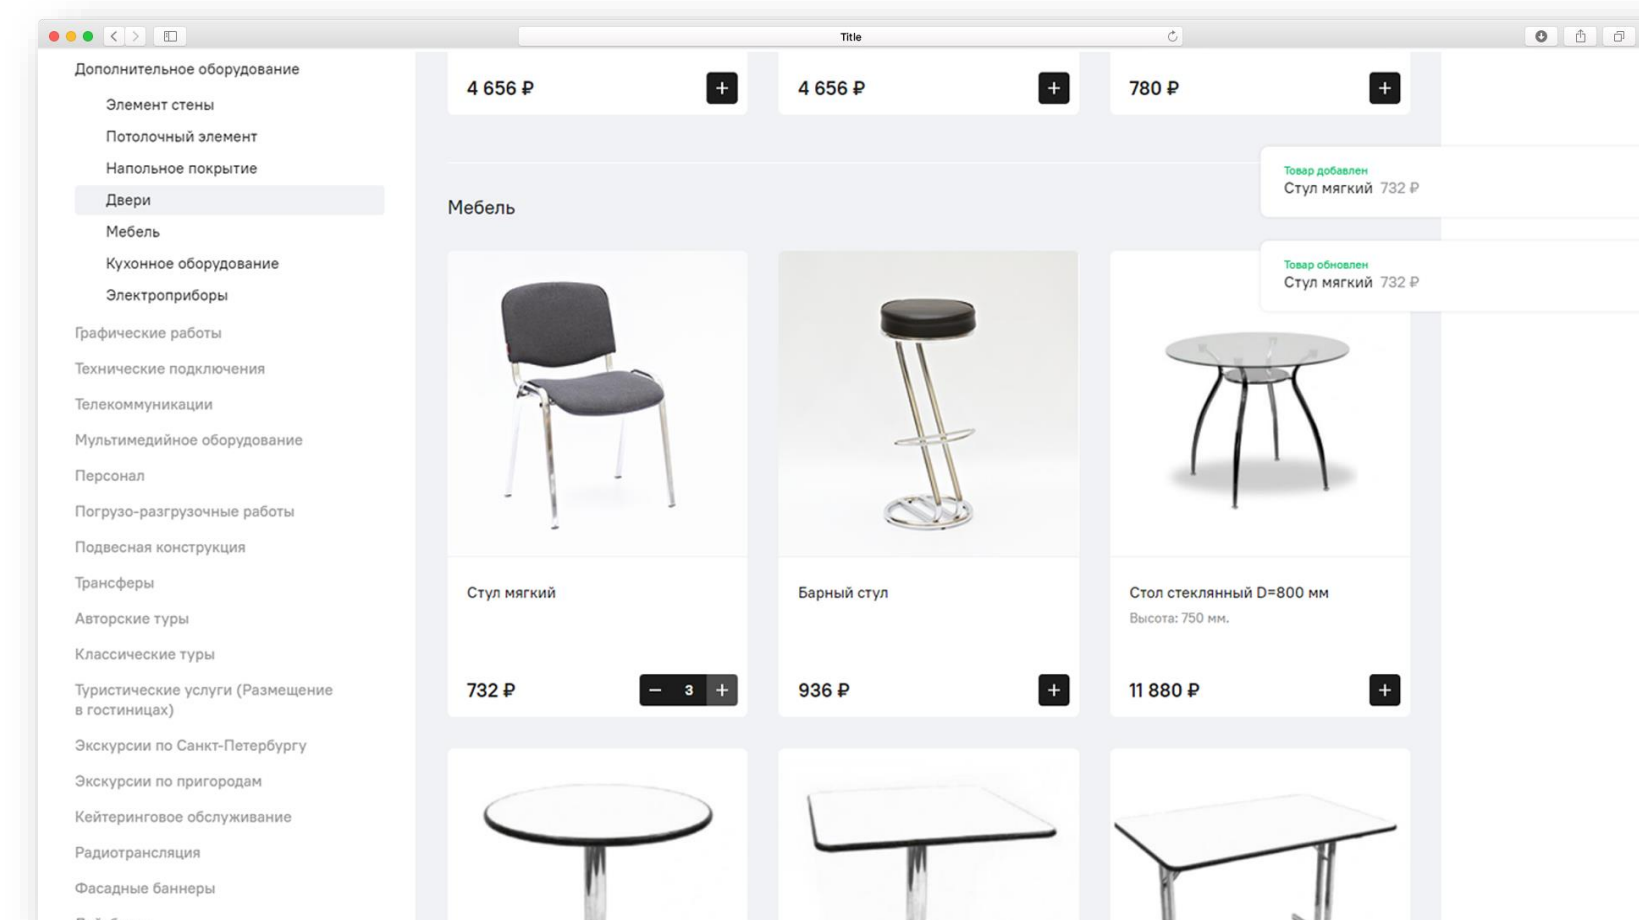 Title
Дополнительное оборудование
Элемент стены
Потолочный элемент
Напольное покрытие
Двери
Мебель
Кухонное оборудование
Электроприборы
Графические работы
Технические подключения
Телекоммуникации
Мультимедийное оборудование
Персонал
Погрузо-разгрузочные работы
Подвесная конструкция
Трансферы
Авторские туры
Классические туры
Туристические услуги (Размещение
в гостиницах)
Экскурсии по Санкт-Петербургу
Экскурсии по пригородам
Кейтеринговое обслуживание
Радиотрансляция
Фасадные баннеры
4 656 ₽ +
4 656 ₽ +
780 ₽ +
Товар добавлен
Стул мягкий 732 ₽
Товар обновлен
Стул мягкий 732 ₽
Мебель
Стул мягкий
732 ₽ − 3 +
Барный стул
936 ₽ +
Стол стеклянный D=800 мм
Высота: 750 мм.
11 880 ₽ +